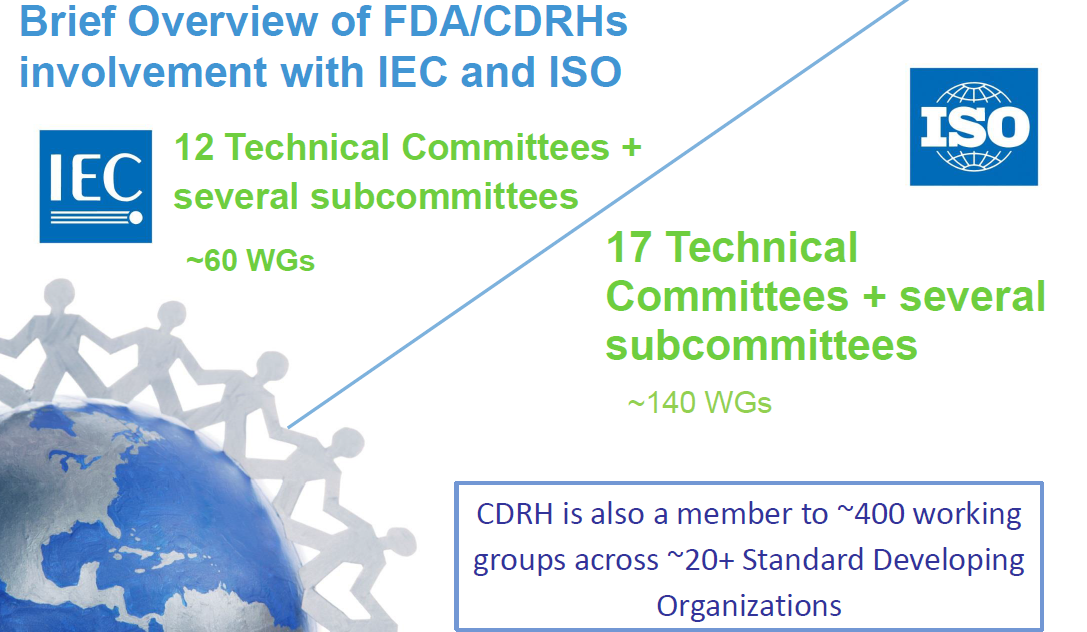 Brief Overview of FDA/CDRHs
involvement with IEC and ISO
IEC
12 Technical Committees +
several subcommittees
~60 WGs
ISO
17 Technical
Committees + several
subcommittees
~140 WGs
CDRH is also a member to ~400 working
groups across ~20+ Standard Developing
Organizations